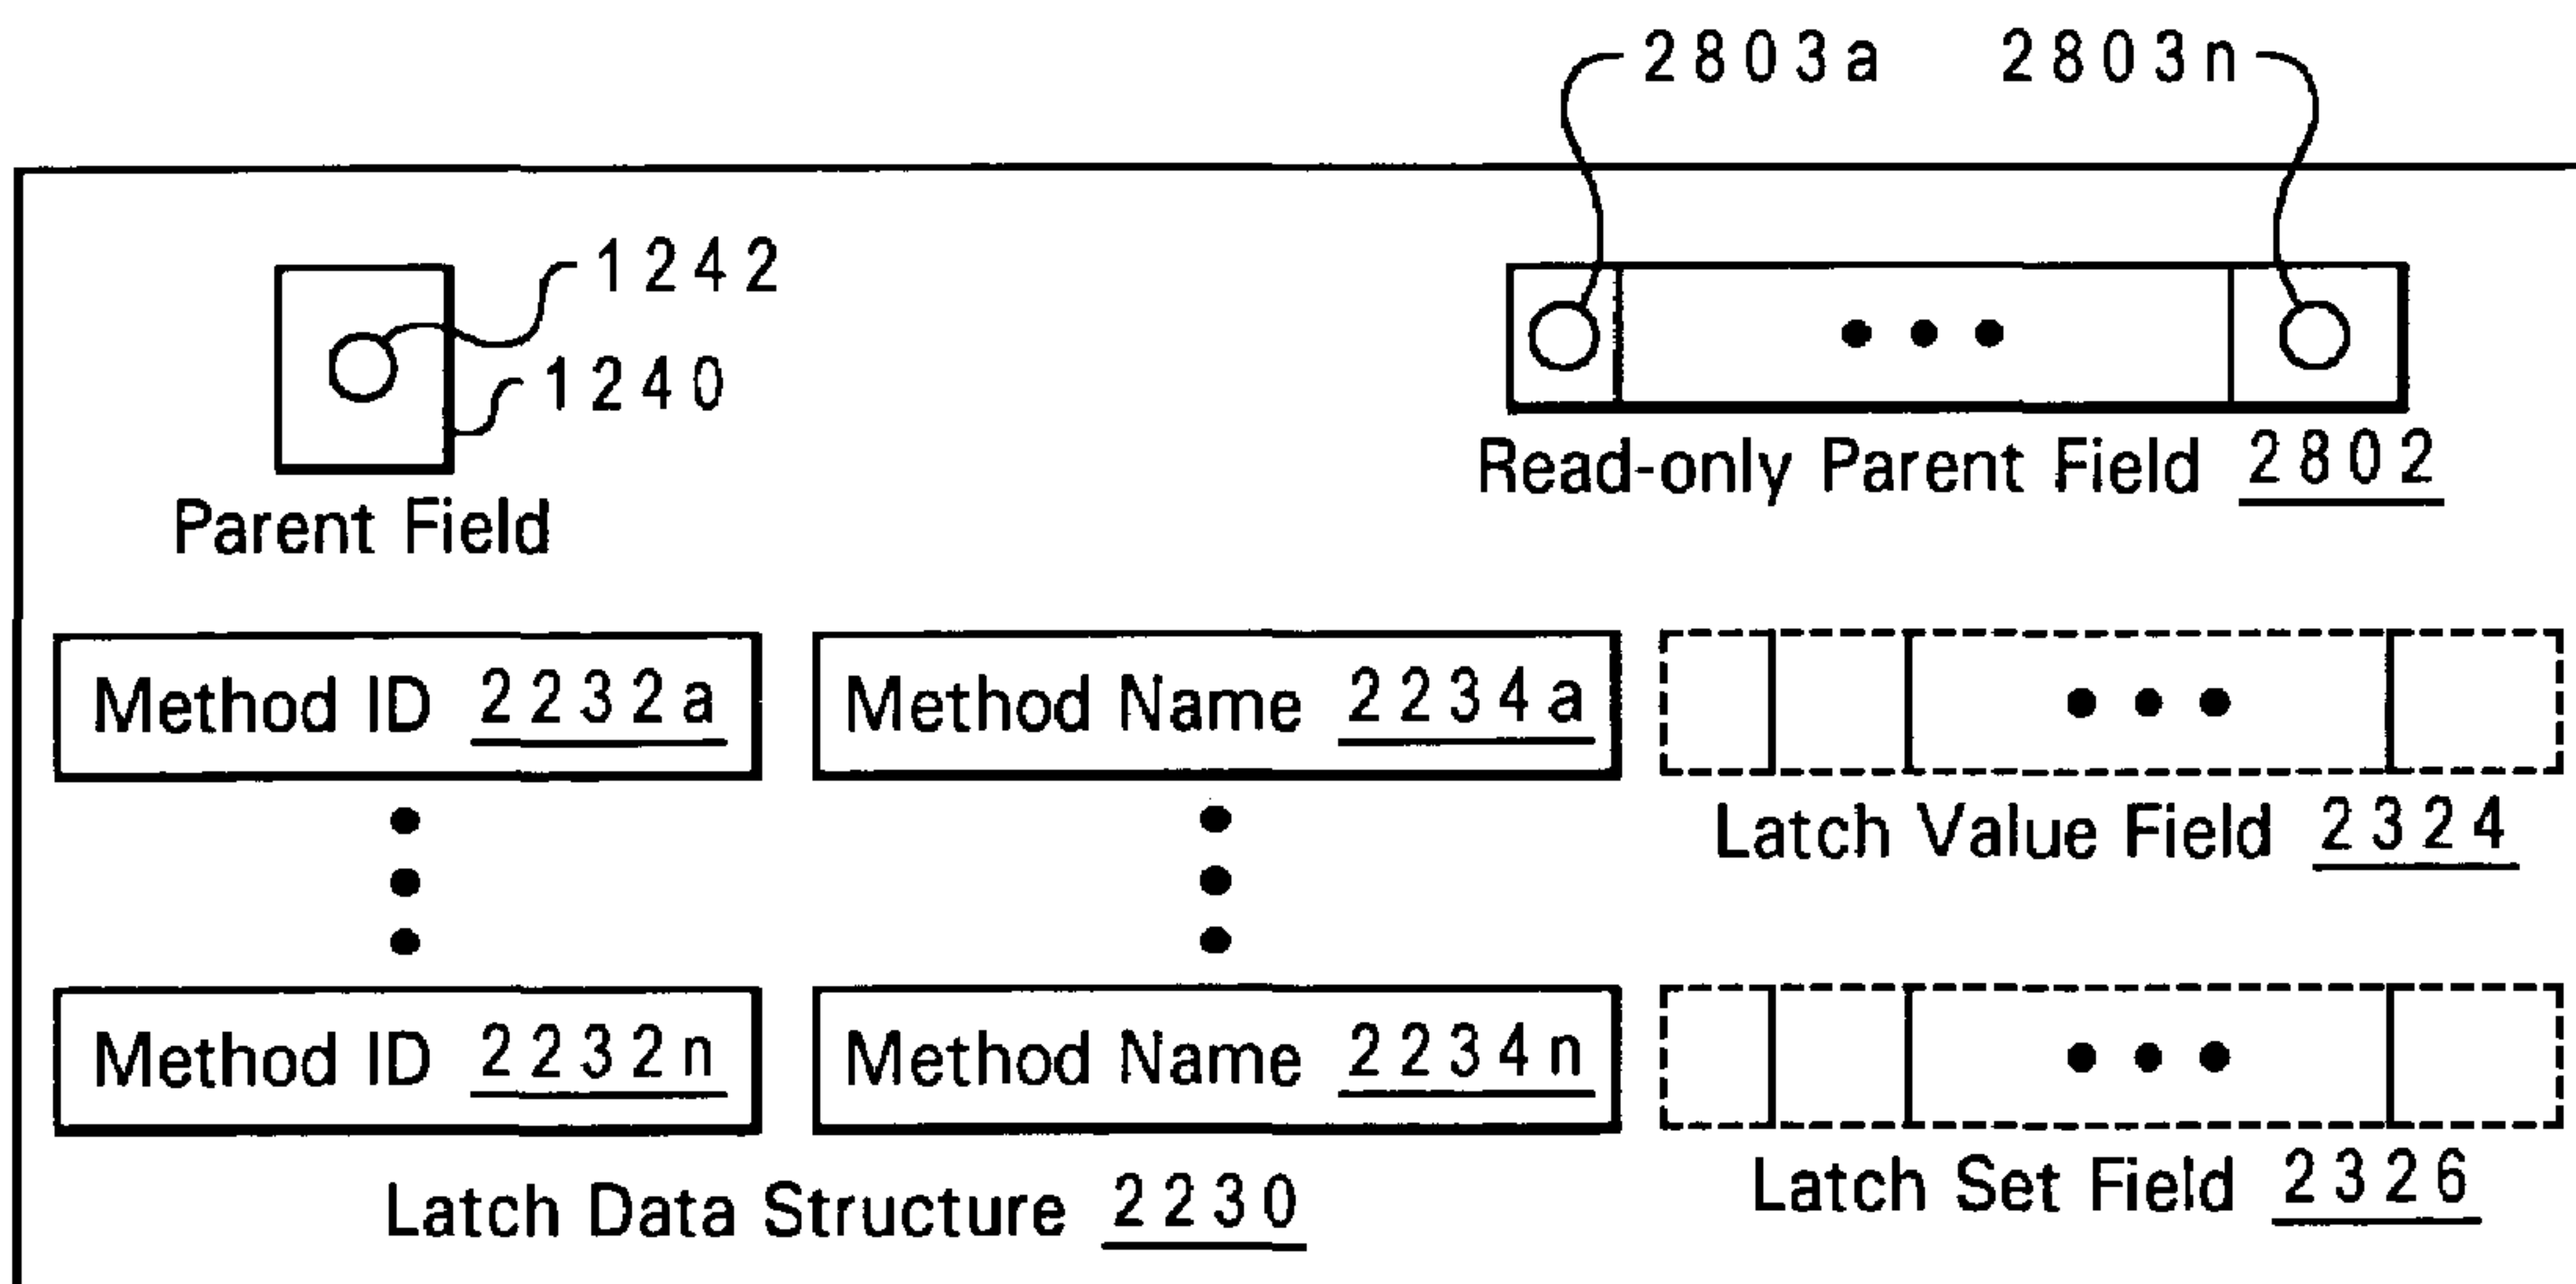 2803a 2803n
1242
1240
Parent Field
Read-only Parent Field 2802
Method ID 2232a
Method Name 2234a
Latch Value Field 2324
Method ID 2232n
Method Name 2234n
Latch Set Field 2326
Latch Data Structure 2230